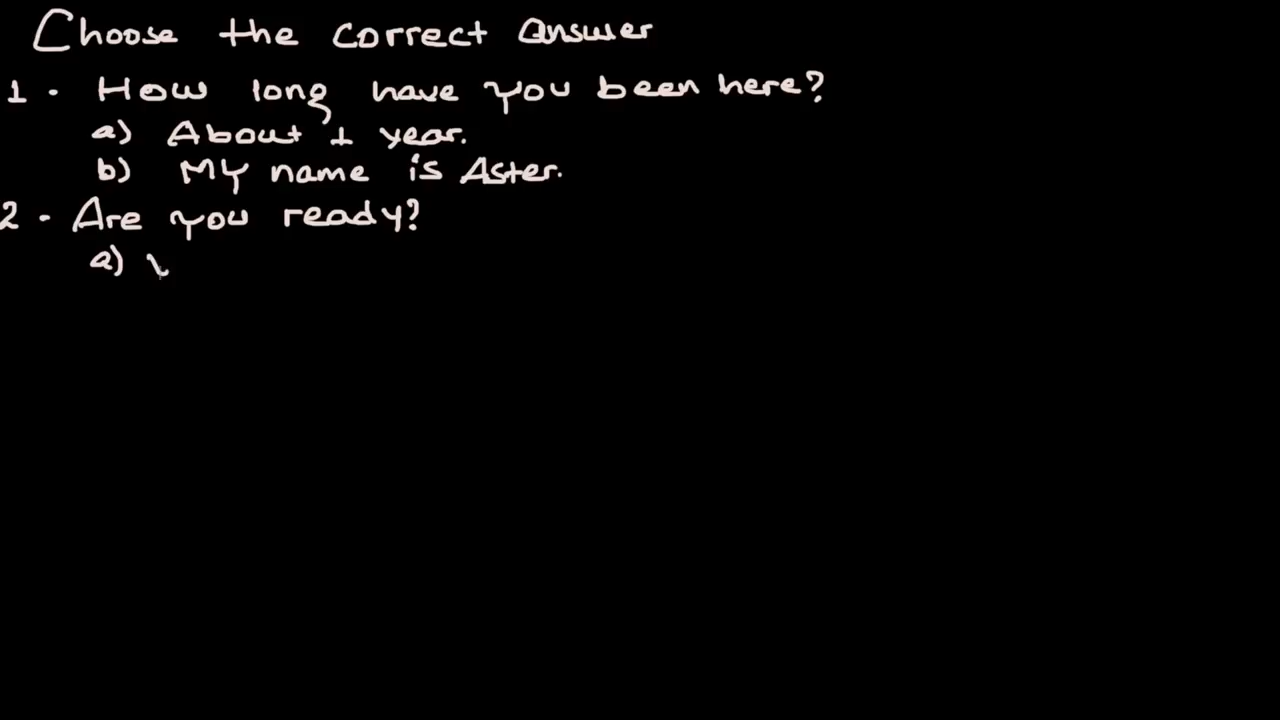 Choose the correct answer
1 - How long have you been here?
a) About 1 year.
b) My name is Aster.
2 - Are you ready?
a)